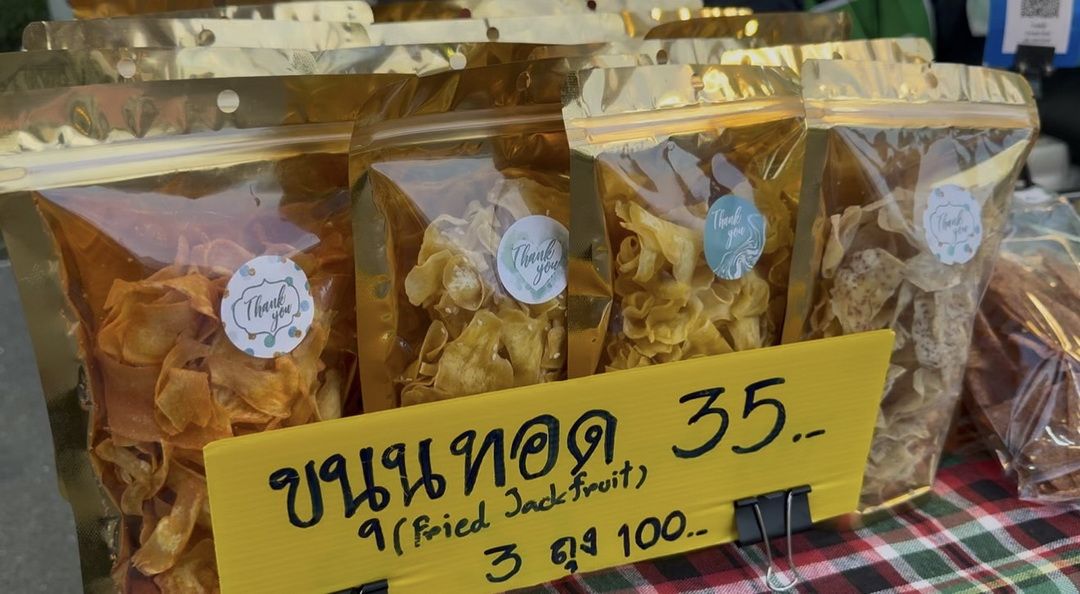 Thank
you
Thank
you
Thank
you
Thank
you
ขนุนทอด 35.-
(Fried Jackfruit)
3 ถุง 100.-